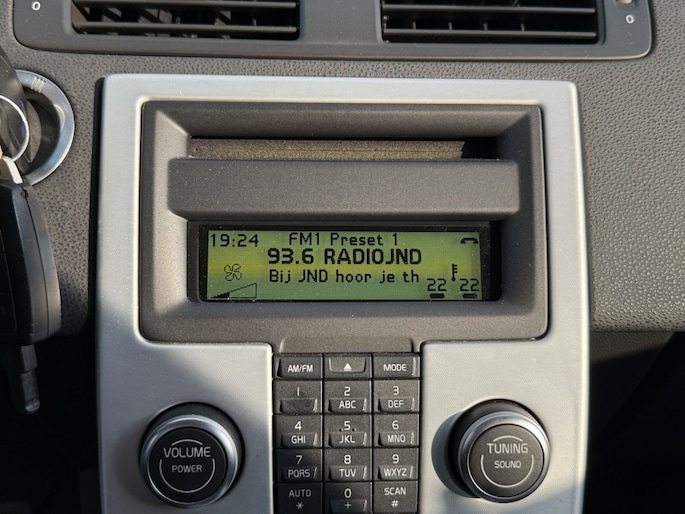 0
0
19:24 FM1 Preset 1
93.6 RADIOJND
Bij JND hoor je th
22 22
AM/FM MODE
1 2 ABC 3 DEF
4 GHI 5 JKL 6 MNO
7 PQRS 8 TUV 9 WXYZ
AUTO * 0 + SCAN #
VOLUME
POWER
TUNING
SOUND